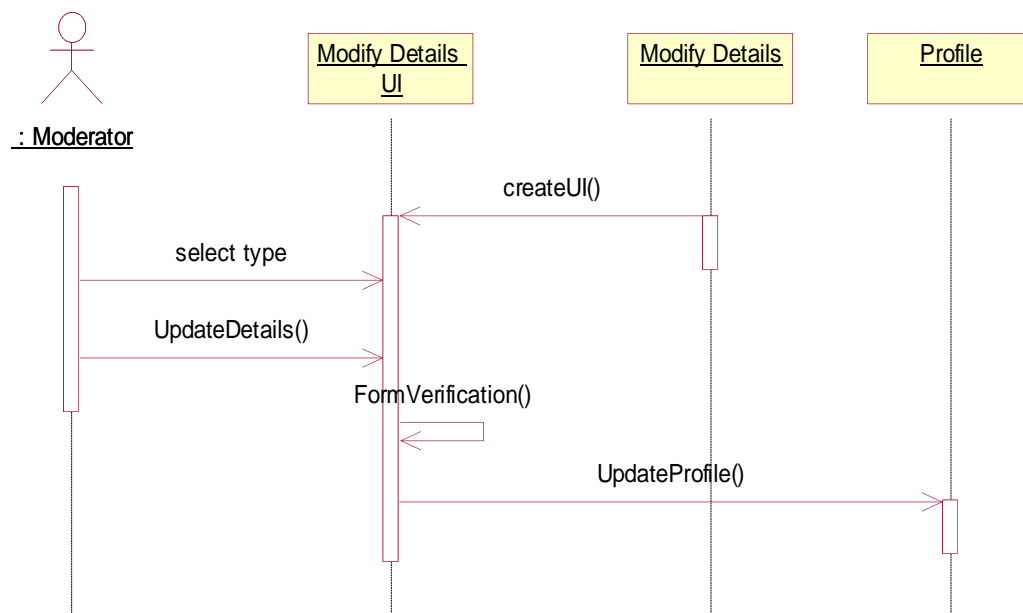 Modify Details
UI
Modify Details
Profile
: Moderator
createUI()
select type
UpdateDetails()
FormVerification()
UpdateProfile()